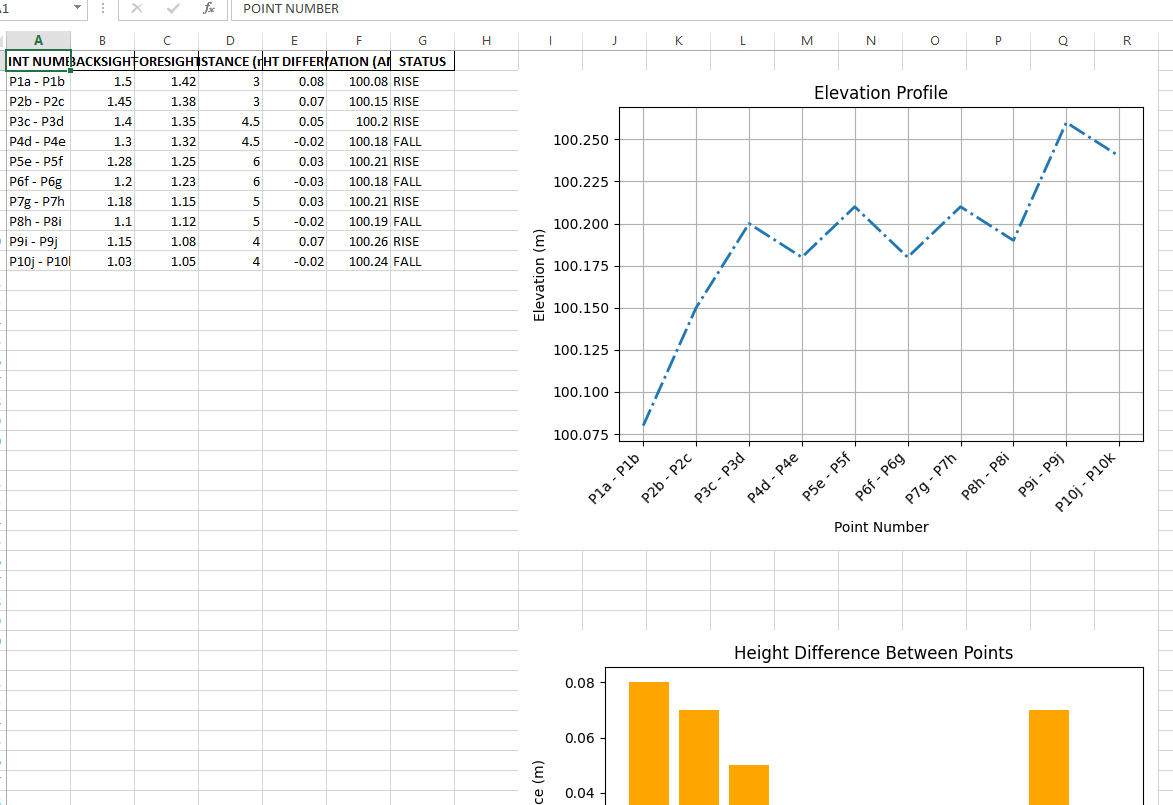 A1 fx POINT NUMBER
A B C D E F G H I J K L M N O P Q R
INT NUME BACKSIGHT FORESIGHT STANCE (r HT DIFFER ATION (AI STATUS
P1a - P1b 1.5 1.42 3 0.08 100.08 RISE
P2b - P2c 1.45 1.38 3 0.07 100.15 RISE
P3c - P3d 1.4 1.35 4.5 0.05 100.2 RISE
P4d - P4e 1.3 1.32 4.5 -0.02 100.18 FALL
P5e - P5f 1.28 1.25 6 0.03 100.21 RISE
P6f - P6g 1.2 1.23 6 -0.03 100.18 FALL
P7g - P7h 1.18 1.15 5 0.03 100.21 RISE
P8h - P8i 1.1 1.12 5 -0.02 100.19 FALL
P9i - P9j 1.15 1.08 4 0.07 100.26 RISE
P10j - P10 1.03 1.05 4 -0.02 100.24 FALL
Elevation Profile
Elevation (m)
100.250
100.225
100.200
100.175
100.150
100.125
100.100
100.075
P1a - P1b
P2b - P2c
P3c - P3d
P4d - P4e
P5e - P5f
P6f - P6g
P7g - P7h
P8h - P8i
P9i - P9j
P10j - P10k
Point Number
Height Difference Between Points
ce (m)
0.08
0.06
0.04